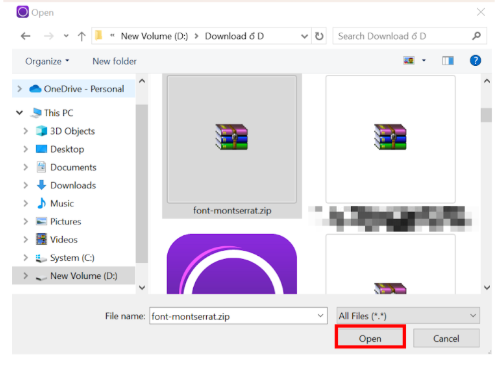 Open
New Volume (D:) › Download ổ D
Search Download ổ D
Organize
New folder
OneDrive - Personal
This PC
3D Objects
Desktop
Documents
Downloads
Music
Pictures
Videos
System (C:)
New Volume (D:)
font-montserrat.zip
File name: font-montserrat.zip
All Files (*.*)
Open
Cancel